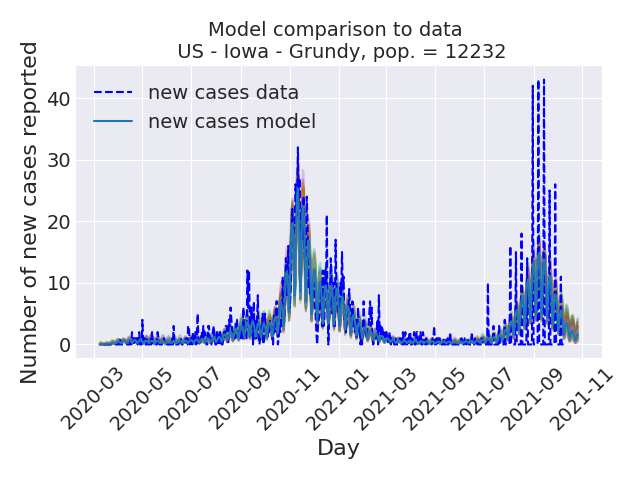 Model comparison to data
US - Iowa - Grundy, pop. = 12232
Number of new cases reported
40
30
20
10
0
new cases data
new cases model
2020-03
2020-05
2020-07
2020-09
2020-11
2021-01
2021-03
2021-05
2021-07
2021-09
2021-11
Day